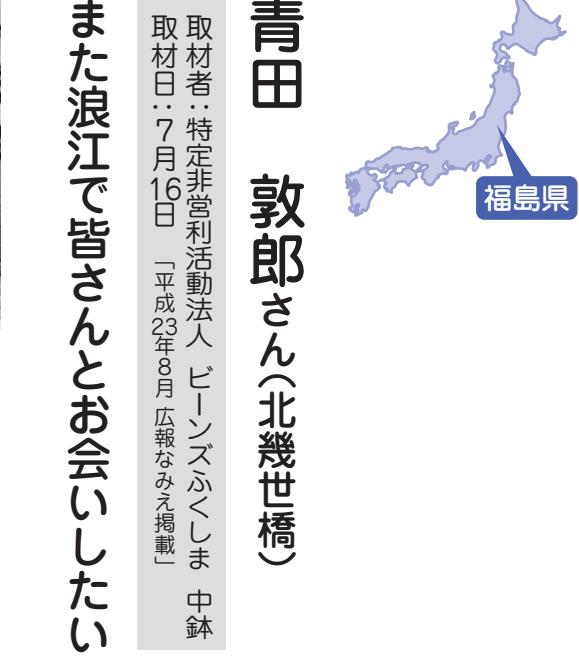 福島県
青田 敦郎さん(北幾世橋)
取材者:特定非営利活動法人 ビーンズふくしま 中鉢
取材日:7月16日 「平成23年8月 広報なみえ掲載」
また浪江で皆さんとお会いしたい